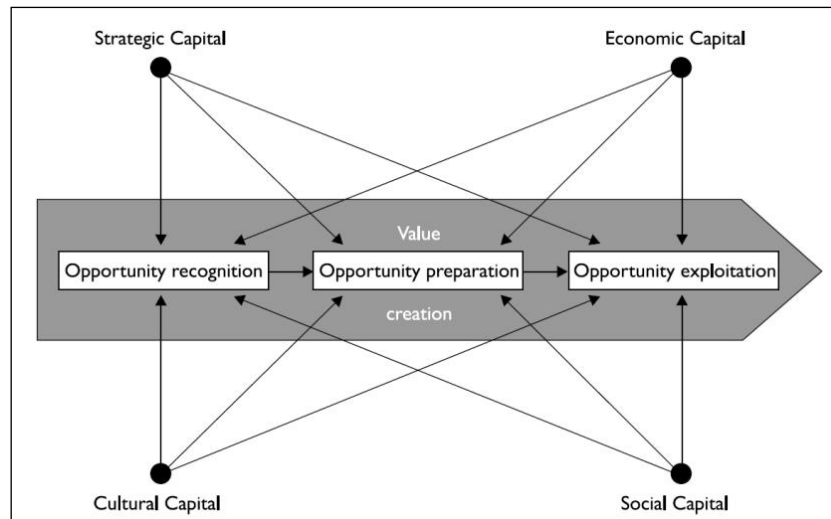 Strategic Capital
Economic Capital
Value
Opportunity recognition
Opportunity preparation
Opportunity exploitation
creation
Cultural Capital
Social Capital